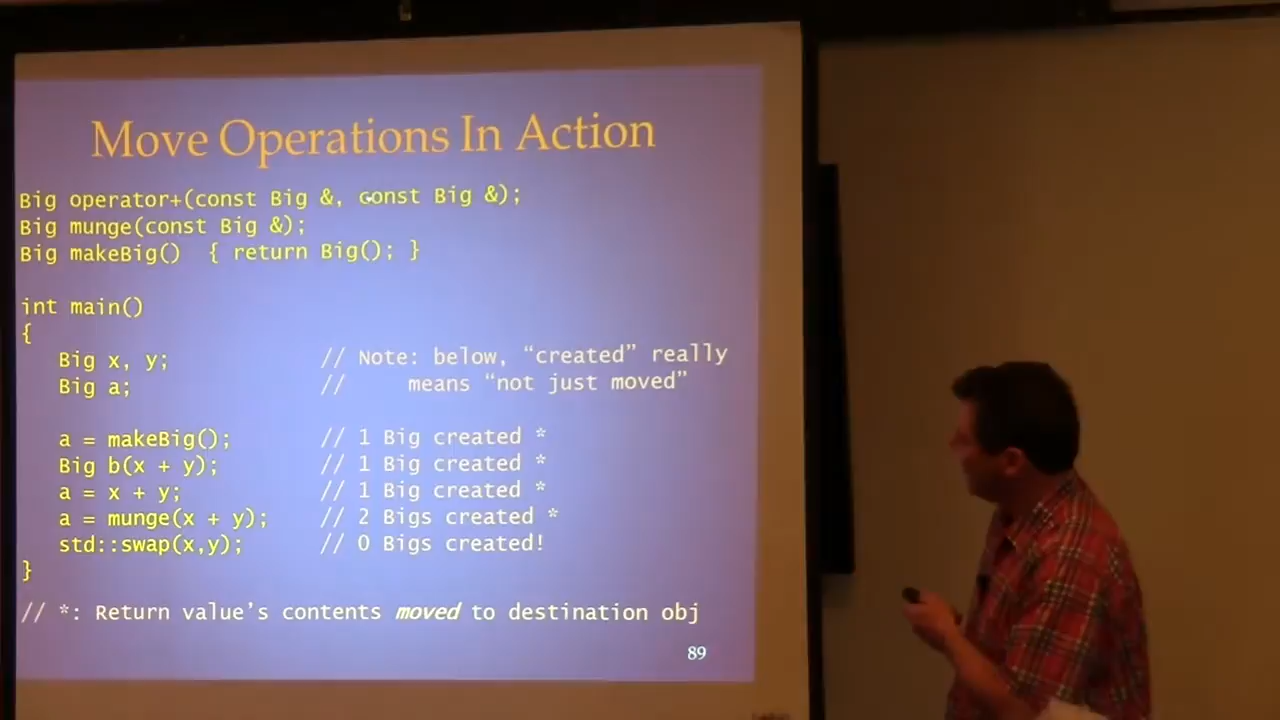 Move Operations In Action
Big operator+(const Big &, const Big &);
Big munge(const Big &);
Big makeBig() { return Big(); }
int main()
{
Big x, y; // Note: below, “created” really
Big a; // means “not just moved”
a = makeBig(); // 1 Big created *
Big b(x + y); // 1 Big created *
a = x + y; // 1 Big created *
a = munge(x + y); // 2 Bigs created *
std::swap(x,y); // 0 Bigs created!
}
// *: Return value’s contents moved to destination obj
89